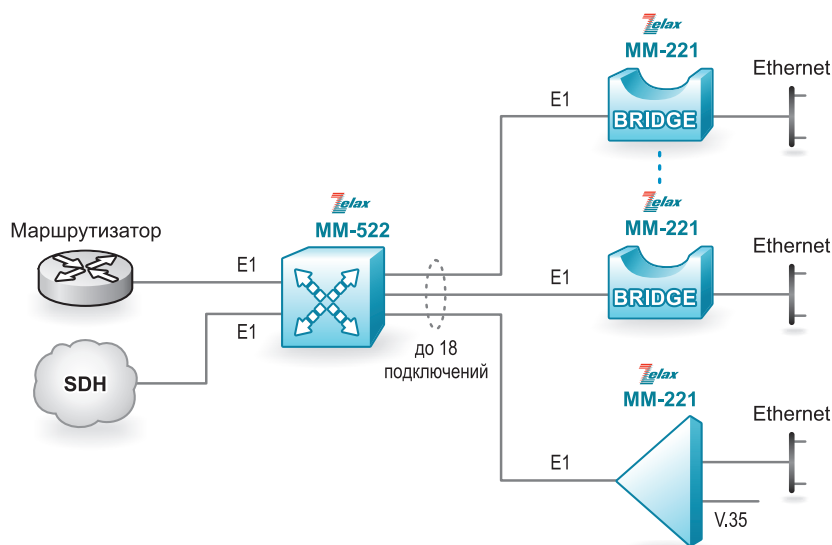 Zelax
MM-221
Ethernet
E1
BRIDGE
Zelax
MM-522
Маршрутизатор
E1
E1
SDH
до 18
подключений
Zelax
MM-221
Ethernet
E1
BRIDGE
Zelax
MM-221
Ethernet
E1
V.35